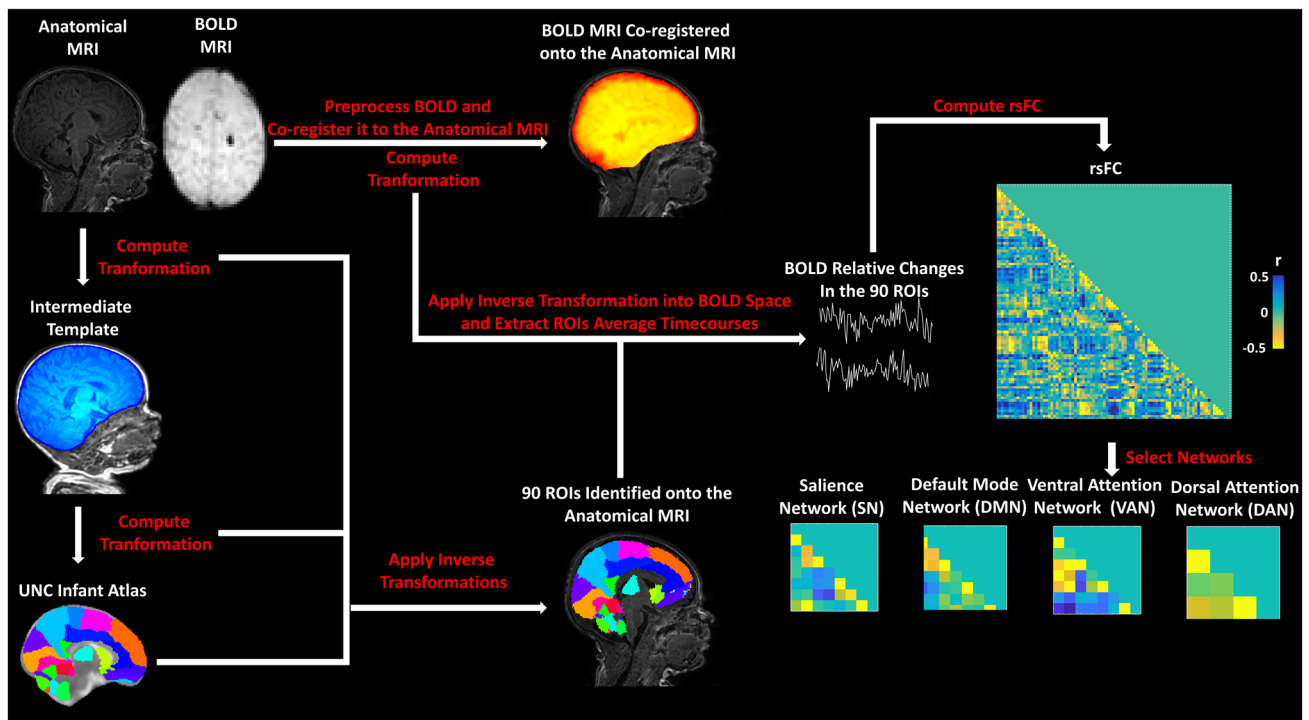 Anatomical
MRI
BOLD
MRI
BOLD MRI Co-registered
onto the Anatomical MRI
Preprocess BOLD and
Co-register it to the Anatomical MRI
Compute
Tranformation
Compute rsFC
rsFC
r
0.5
0
-0.5
Compute
Tranformation
Intermediate
Template
BOLD Relative Changes
In the 90 ROIs
Apply Inverse Transformation into BOLD Space
and Extract ROIs Average Timecourses
Select Networks
90 ROIs Identified onto the
Anatomical MRI
Salience
Network (SN)
Default Mode
Network (DMN)
Ventral Attention
Network (VAN)
Dorsal Attention
Network (DAN)
Compute
Tranformation
Apply Inverse
Transformations
UNC Infant Atlas